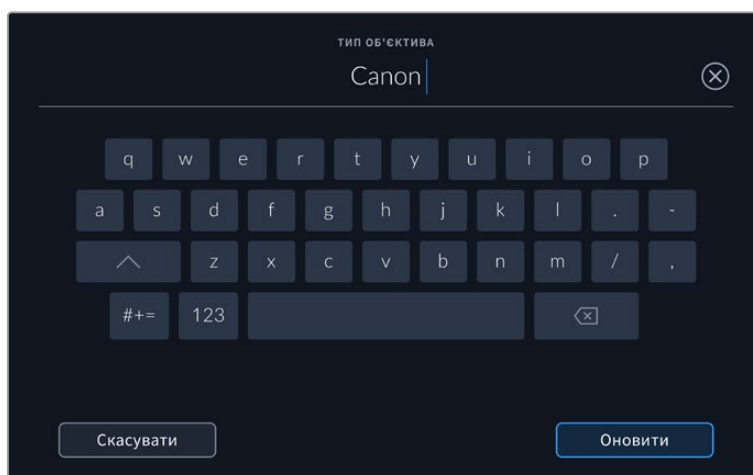 ТИП ОБ'ЄКТИВА
Canon
q w e r t y u i o p
a s d f g h j k l . -
z x c v b n m / ,
#+= 123
Скасувати Оновити